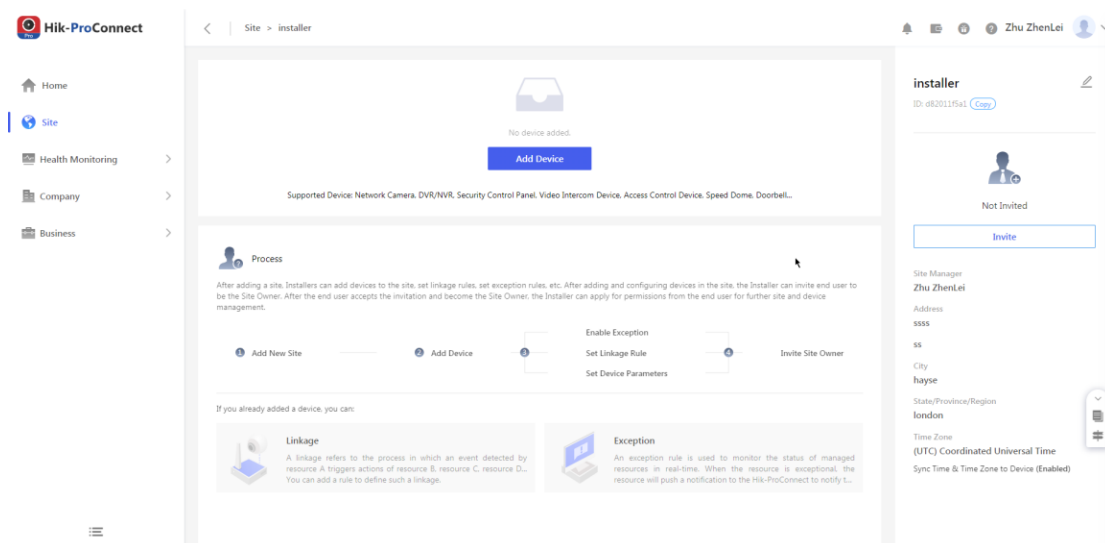 Hik-ProConnect
Pro
Site > installer
Zhu ZhenLei
Home
Site
Health Monitoring
Company
Business
No device added.
Add Device
Supported Device: Network Camera, DVR/NVR, Security Control Panel, Video Intercom Device, Access Control Device, Speed Dome, Doorbell...
Process
After adding a site, Installers can add devices to the site, set linkage rules, set exception rules, etc. After adding and configuring devices in the site, the Installer can invite end user to
be the Site Owner. After the end user accepts the invitation and become the Site Owner, the Installer can apply for permissions from the end user for further site and device
management.
1 Add New Site
2 Add Device
3
Enable Exception
Set Linkage Rule
Set Device Parameters
4
Invite Site Owner
If you already added a device, you can:
Linkage
A linkage refers to the process in which an event detected by
resource A triggers actions of resource B, resource C, resource D...
You can add a rule to define such a linkage.
Exception
An exception rule is used to monitor the status of managed
resources in real-time. When the resource is exceptional, the
resource will push a notification to the Hik-ProConnect to notify t...
installer
ID: d82011f5a1 Copy
Not Invited
Invite
Site Manager
Zhu ZhenLei
Address
ssss
ss
City
hayse
State/Province/Region
london
Time Zone
(UTC) Coordinated Universal Time
Sync Time & Time Zone to Device (Enabled)